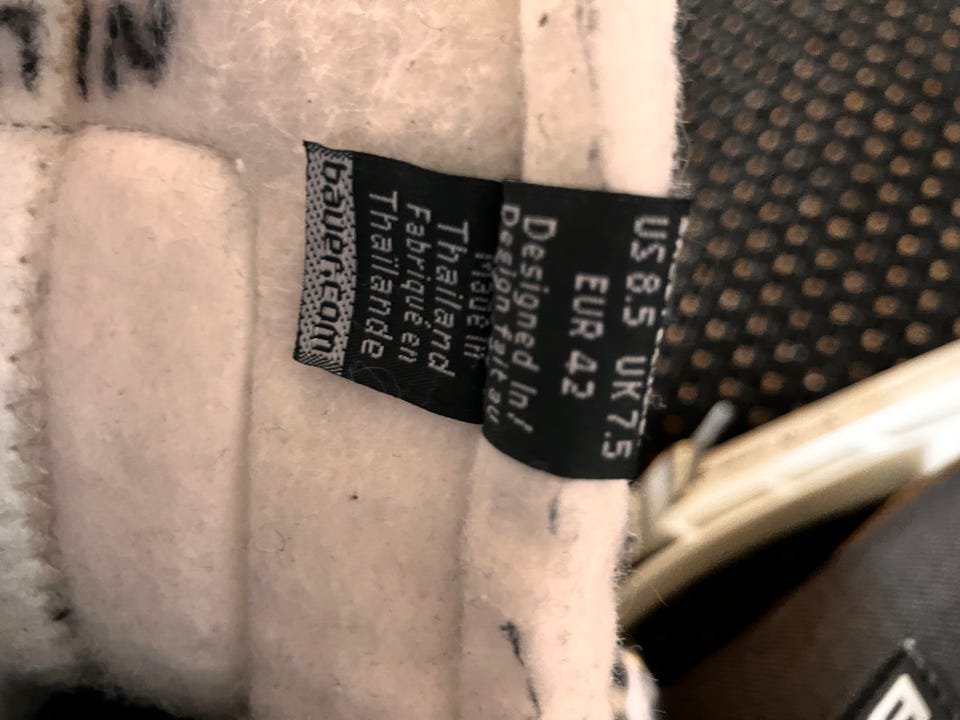 US 8.5 UK 7.5
EUR 42
Designed In/
Design fait au
Made in
Thailand
Fabriqué en
Thaïlande
bauer.com